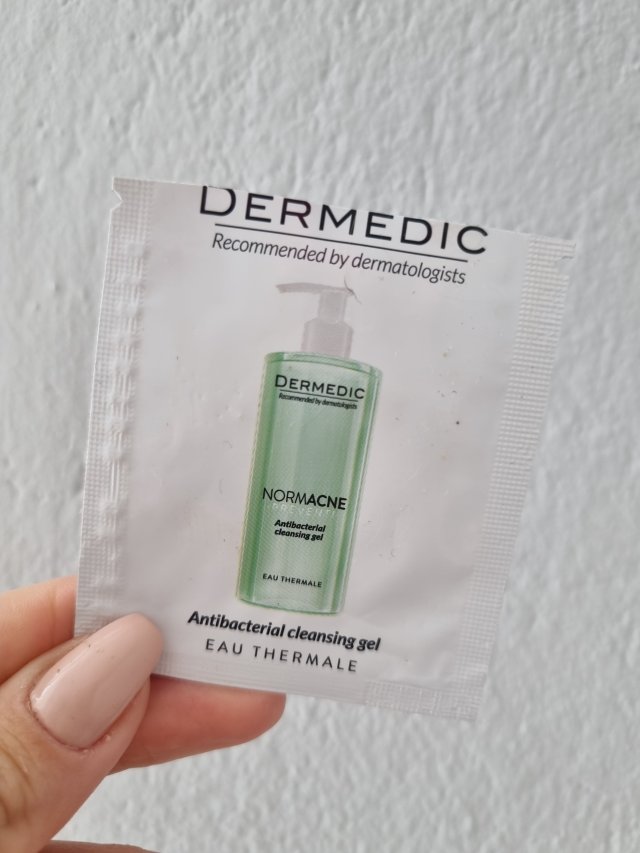 DERMEDIC
Recommended by dermatologists
DERMEDIC
Recommended by dermatologists
NORMACNE
PREVENTI
Antibacterial
cleansing gel
EAU THERMALE
Antibacterial cleansing gel
EAU THERMALE